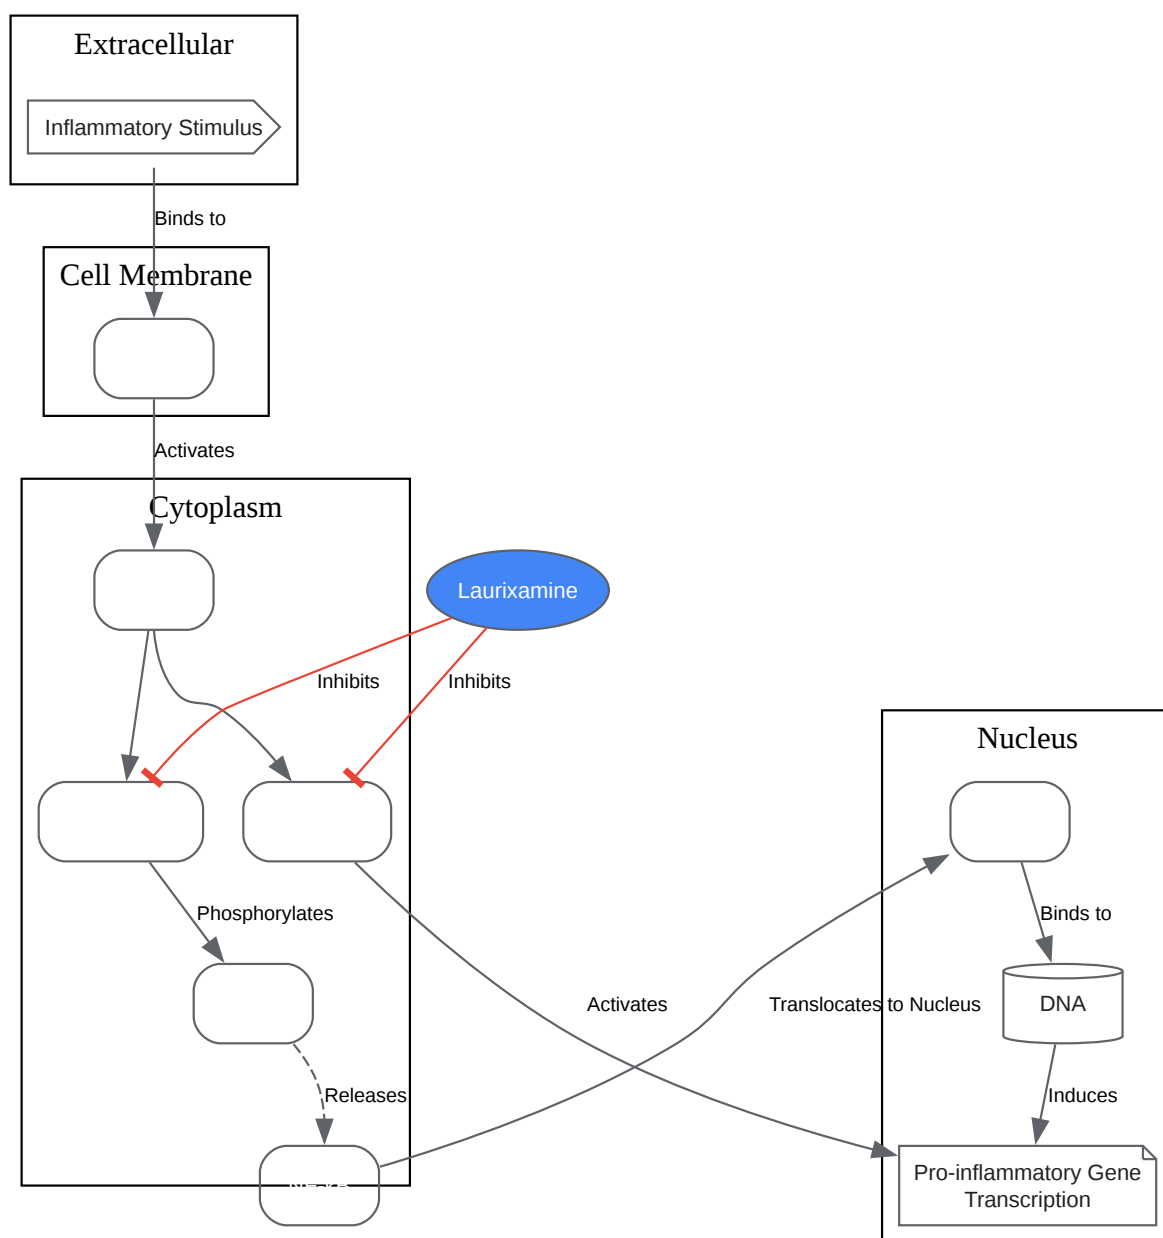 Extracellular
Inflammatory Stimulus
Binds to
Cell Membrane
Activates
Cytoplasm
Laurixamine
Inhibits
Inhibits
Nucleus
Phosphorylates
Binds to
Activates
Translocates to Nucleus
DNA
Releases
Induces
Pro-inflammatory Gene
Transcription